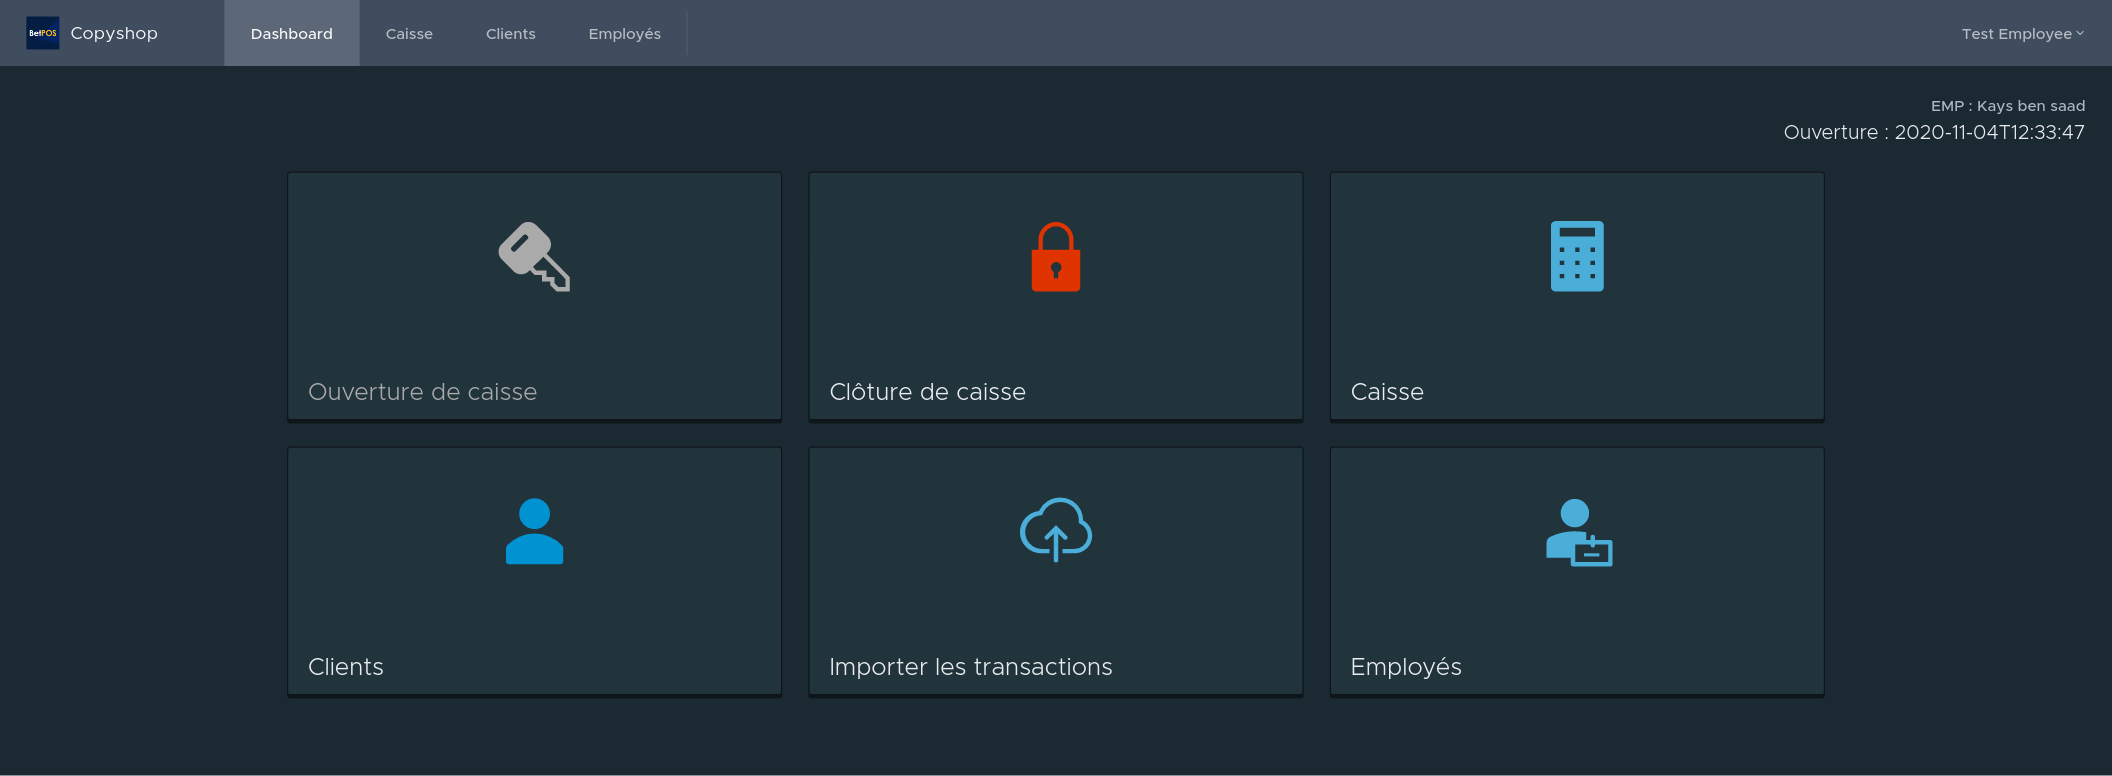 BetPOS Copyshop Dashboard Caisse Clients Employés Test Employee
EMP : Kays ben saad
Ouverture : 2020-11-04T12:33:47
Ouverture de caisse
Clôture de caisse
Caisse
Clients
Importer les transactions
Employés